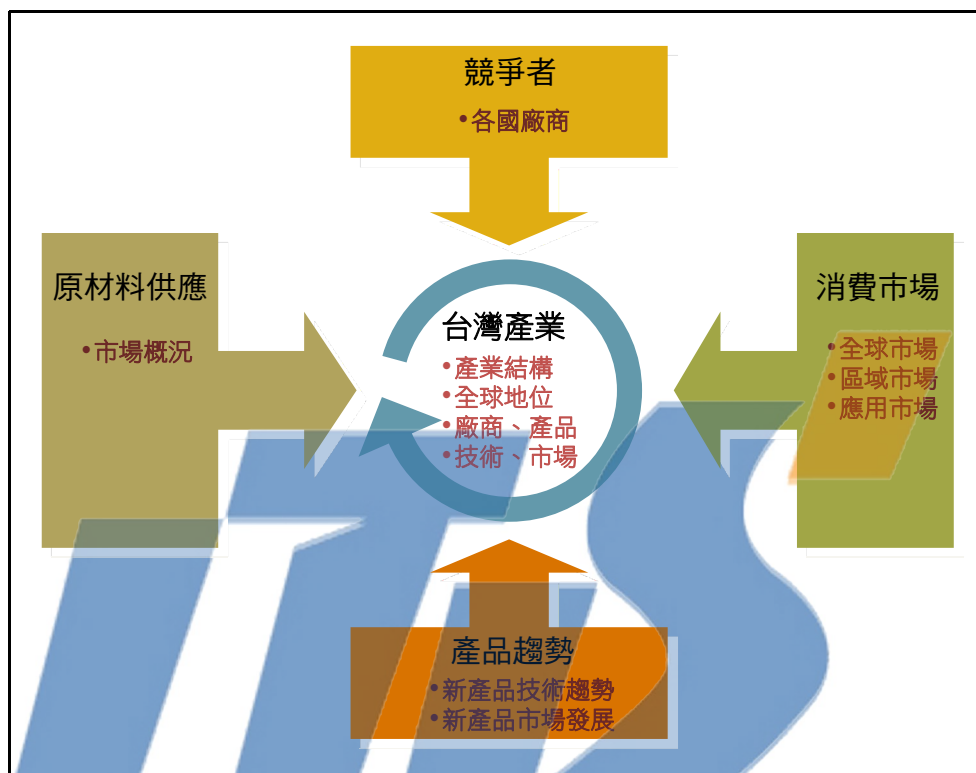 競爭者
•各國廠商
原材料供應
•市場概況
台灣產業
•產業結構
•全球地位
•廠商、產品
•技術、市場
消費市場
•全球市場
•區域市場
•應用市場
產品趨勢
•新產品技術趨勢
•新產品市場發展
ITIS